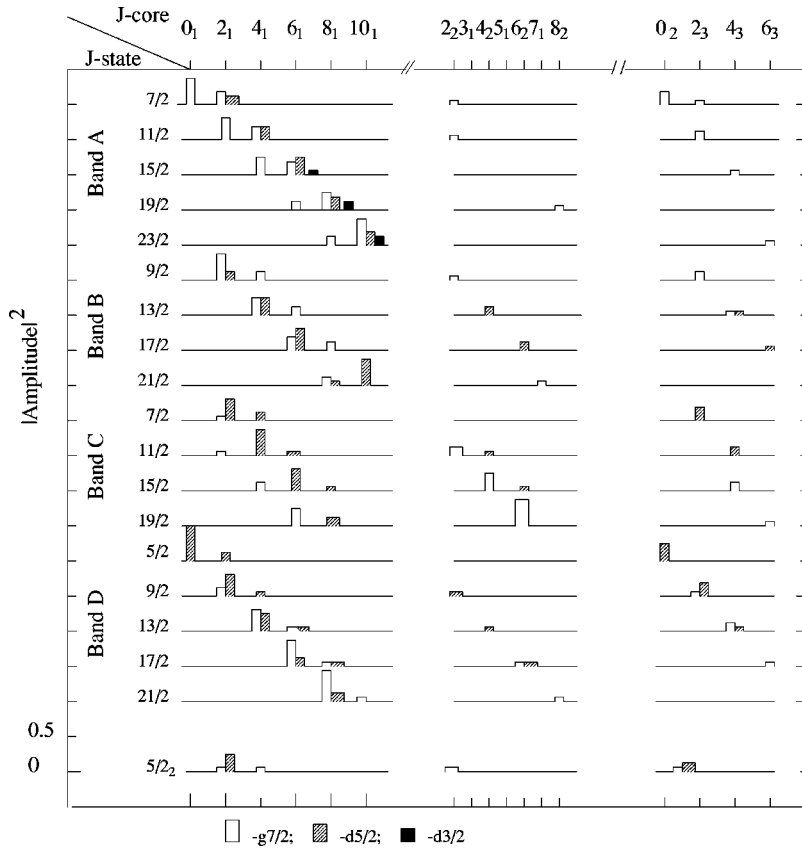 J-core
0₁ 2₁ 4₁ 6₁ 8₁ 10₁ 2₂3₁4₂5₁6₂7₁8₂ 0₂ 2₃ 4₃ 6₃
J-state
7/2
11/2
15/2
19/2
23/2
Band A
9/2
13/2
17/2
21/2
Band B
7/2
11/2
15/2
19/2
Band C
5/2
9/2
13/2
17/2
21/2
Band D
|Amplitude|²
0.5
0
5/2₂
-g7/2; -d5/2; -d3/2